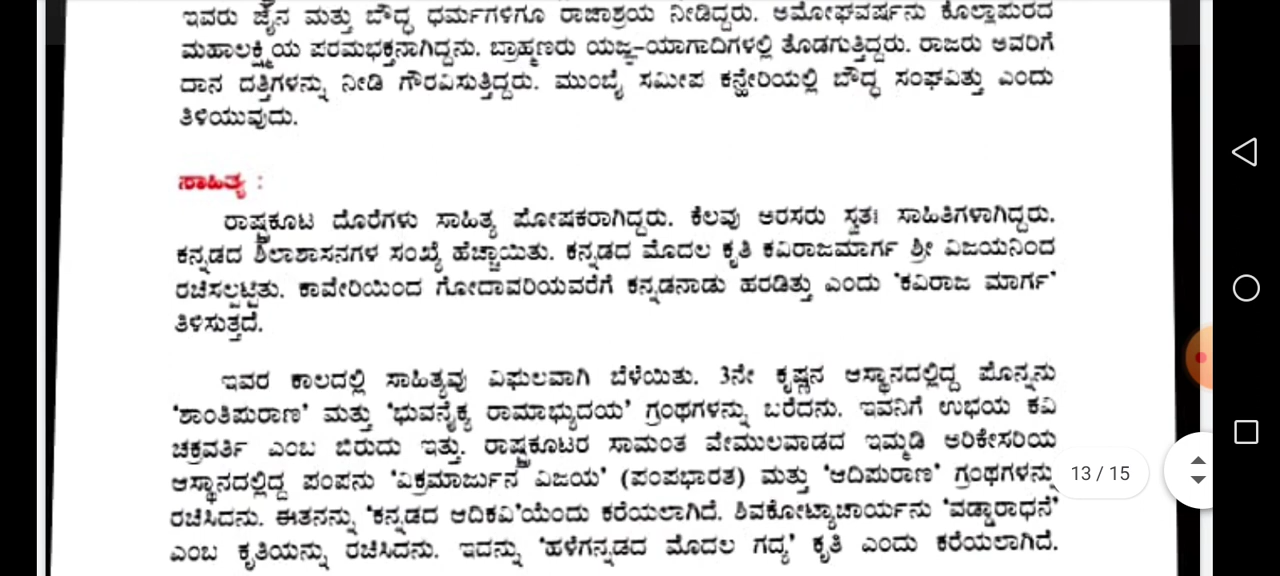 ಇವರು ಜೈನ ಮತ್ತು ಬೌದ್ಧ ಧರ್ಮಗಳಿಗೂ ರಾಜಾಶ್ರಯ ನೀಡಿದ್ದರು. ಅಮೋಘವರ್ಷನು ಕೊಲ್ಲಾಪುರದ
ಮಹಾಲಕ್ಷ್ಮಿಯ ಪರಮಭಕ್ತನಾಗಿದ್ದನು. ಬ್ರಾಹ್ಮಣರು ಯಜ್ಞ-ಯಾಗಾದಿಗಳಲ್ಲಿ ತೊಡಗುತ್ತಿದ್ದರು. ರಾಜರು ಅವರಿಗೆ
ದಾನ ದತ್ತಿಗಳನ್ನು ನೀಡಿ ಗೌರವಿಸುತ್ತಿದ್ದರು. ಮುಂಬೈ ಸಮೀಪ ಕನ್ಹೇರಿಯಲ್ಲಿ ಬೌದ್ಧ ಸಂಘವಿತ್ತು ಎಂದು
ತಿಳಿಯುವುದು.
ಸಾಹಿತ್ಯ :
ರಾಷ್ಟ್ರಕೂಟ ದೊರೆಗಳು ಸಾಹಿತ್ಯ ಪೋಷಕರಾಗಿದ್ದರು. ಕೆಲವು ಅರಸರು ಸ್ವತಃ ಸಾಹಿತಿಗಳಾಗಿದ್ದರು.
ಕನ್ನಡದ ಶಿಲಾಶಾಸನಗಳ ಸಂಖ್ಯೆ ಹೆಚ್ಚಾಯಿತು. ಕನ್ನಡದ ಮೊದಲ ಕೃತಿ ಕವಿರಾಜಮಾರ್ಗ ಶ್ರೀ ವಿಜಯನಿಂದ
ರಚಿಸಲ್ಪಟ್ಟಿತು. ಕಾವೇರಿಯಿಂದ ಗೋದಾವರಿಯವರೆಗೆ ಕನ್ನಡನಾಡು ಹರಡಿತ್ತು ಎಂದು ‘ಕವಿರಾಜ ಮಾರ್ಗ’
ತಿಳಿಸುತ್ತದೆ.
ಇವರ ಕಾಲದಲ್ಲಿ ಸಾಹಿತ್ಯವು ವಿಫುಲವಾಗಿ ಬೆಳೆಯಿತು. 3ನೇ ಕೃಷ್ಣನ ಆಸ್ಥಾನದಲ್ಲಿದ್ದ ಪೊನ್ನನು
‘ಶಾಂತಿಪುರಾಣ’ ಮತ್ತು ‘ಭುವನೈಕ್ಯ ರಾಮಾಭ್ಯುದಯ’ ಗ್ರಂಥಗಳನ್ನು ಬರೆದನು. ಇವನಿಗೆ ಉಭಯ ಕವಿ
ಚಕ್ರವರ್ತಿ ಎಂಬ ಬಿರುದು ಇತ್ತು. ರಾಷ್ಟ್ರಕೂಟರ ಸಾಮಂತ ವೇಮುಲವಾಡದ ಇಮ್ಮಡಿ ಅರಿಕೇಸರಿಯ
ಆಸ್ಥಾನದಲ್ಲಿದ್ದ ಪಂಪನು ‘ವಿಕ್ರಮಾರ್ಜುನ ವಿಜಯ’ (ಪಂಪಭಾರತ) ಮತ್ತು ‘ಆದಿಪುರಾಣ’ ಗ್ರಂಥಗಳನ್ನು
ರಚಿಸಿದನು. ಈತನನ್ನು ‘ಕನ್ನಡದ ಆದಿಕವಿ’ಯೆಂದು ಕರೆಯಲಾಗಿದೆ. ಶಿವಕೋಟ್ಯಾಚಾರ್ಯನು ‘ವಡ್ಡಾರಾಧನೆ’
ಎಂಬ ಕೃತಿಯನ್ನು ರಚಿಸಿದನು. ಇದನ್ನು ‘ಹಳೆಗನ್ನಡದ ಮೊದಲ ಗದ್ಯ’ ಕೃತಿ ಎಂದು ಕರೆಯಲಾಗಿದೆ.
13 / 15